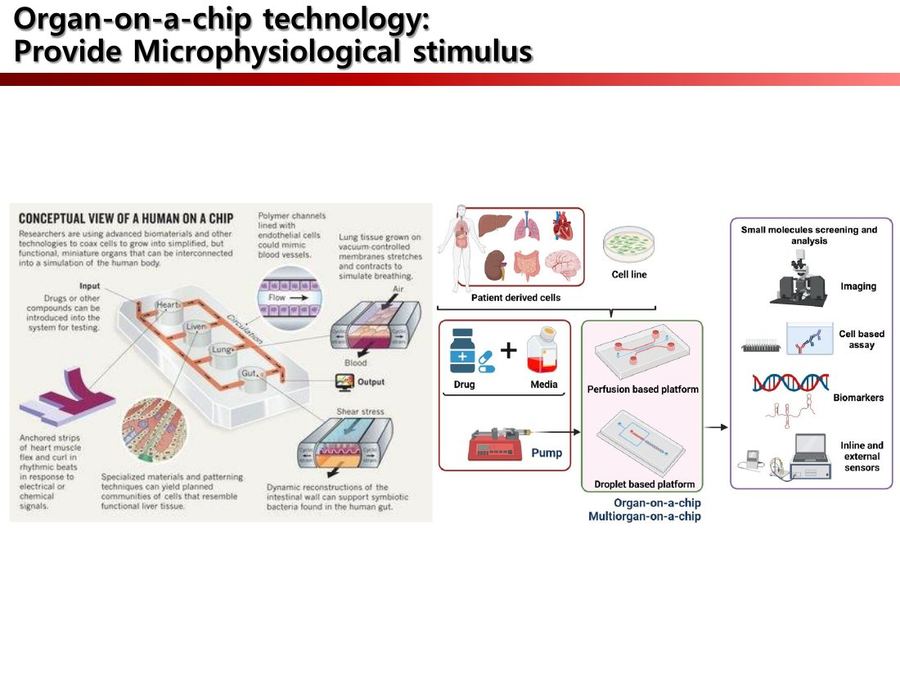 Organ-on-a-chip technology:
Provide Microphysiological stimulus
CONCEPTUAL VIEW OF A HUMAN ON A CHIP
Researchers are using advanced biomaterials and other
technologies to coax cells to grow into simplified, but
functional, miniature organs that can be interconnected
into a simulation of the human body.
Input
Drugs or other
compounds can be
introduced into the
system for testing.
Polymer channels
lined with
endothelial cells
could mimic
blood vessels.
Flow
Lung tissue grown on
vacuum-controlled
membranes stretches
and contracts to
simulate breathing.
Air
Cyclic
strain
Cyclic
strain
Blood
Heart
Liver
Lung
Gut
Circulation
Output
Shear stress
Cyclic
strain
Cyclic
strain
Anchored strips
of heart muscle
flex and curl in
rhythmic beats
in response to
electrical or
chemical
signals.
Specialized materials and patterning
techniques can yield planned
communities of cells that resemble
functional liver tissue.
Dynamic reconstructions of the
intestinal wall can support symbiotic
bacteria found in the human gut.
Patient derived cells
Cell line
Drug
+
Media
Pump
Perfusion based platform
Droplet based platform
Organ-on-a-chip
Multiorgan-on-a-chip
Small molecules screening and
analysis
Imaging
Cell based
assay
Biomarkers
Inline and
external
sensors